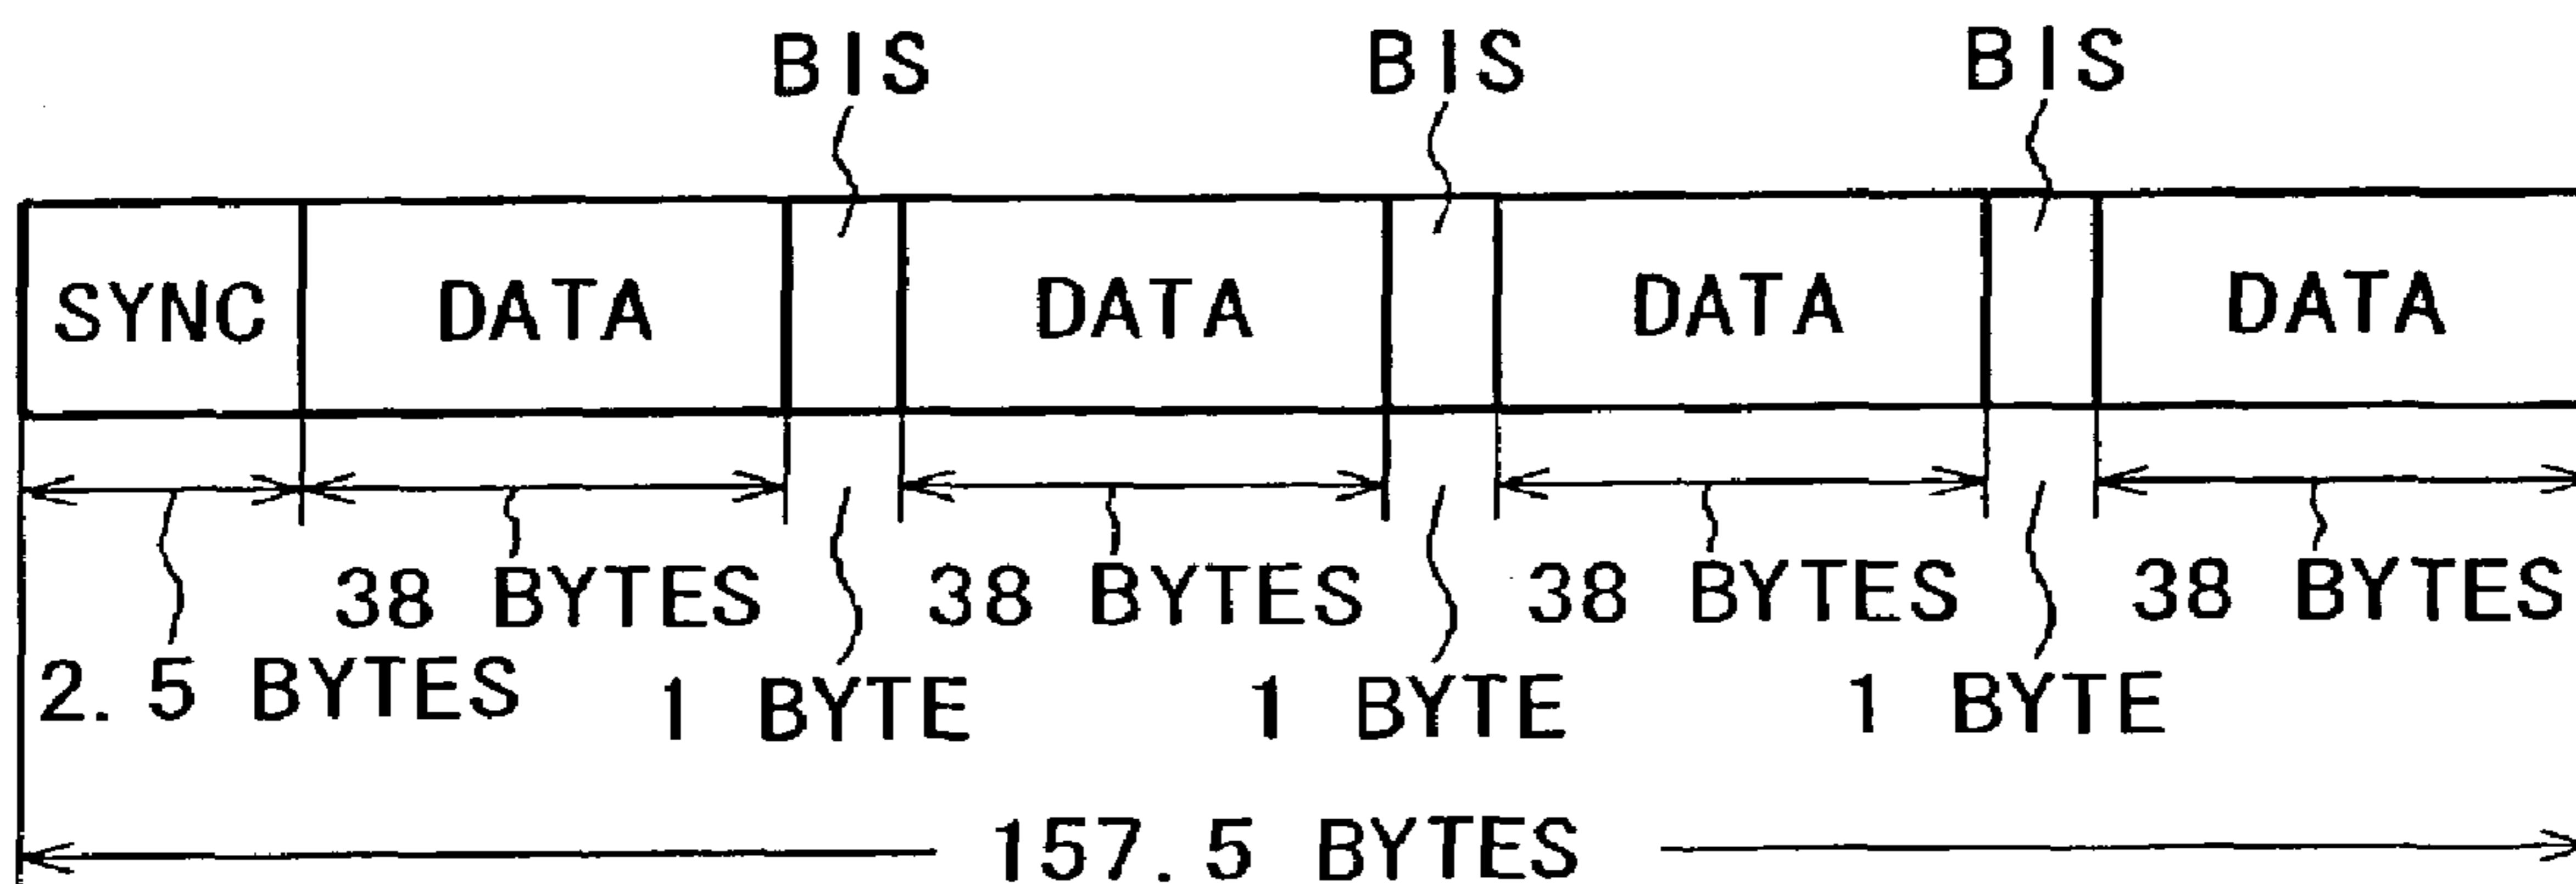 BIS BIS BIS
SYNC DATA DATA DATA DATA
38 BYTES 38 BYTES 38 BYTES 38 BYTES
2.5 BYTES 1 BYTE 1 BYTE 1 BYTE
157.5 BYTES